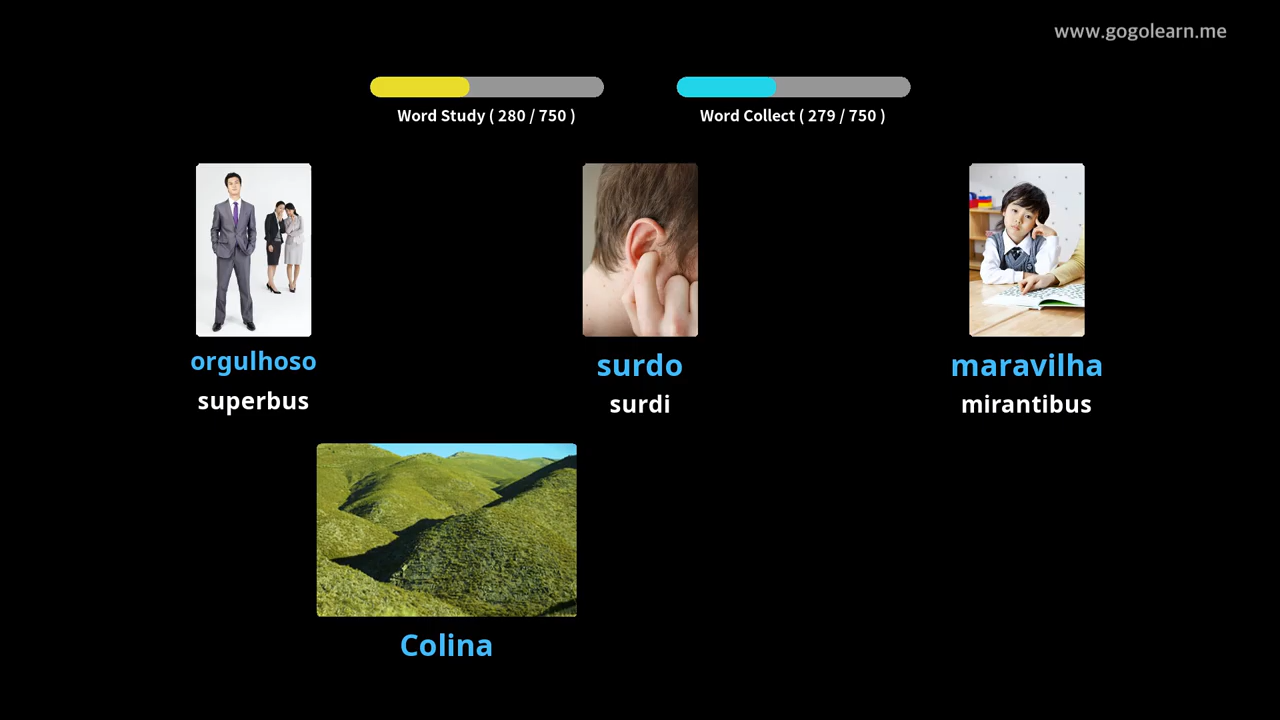 www.gogolearn.me
Word Study ( 280 / 750 )
Word Collect ( 279 / 750 )
orgulhoso
superbus
surdo
surdi
maravilha
mirantibus
Colina